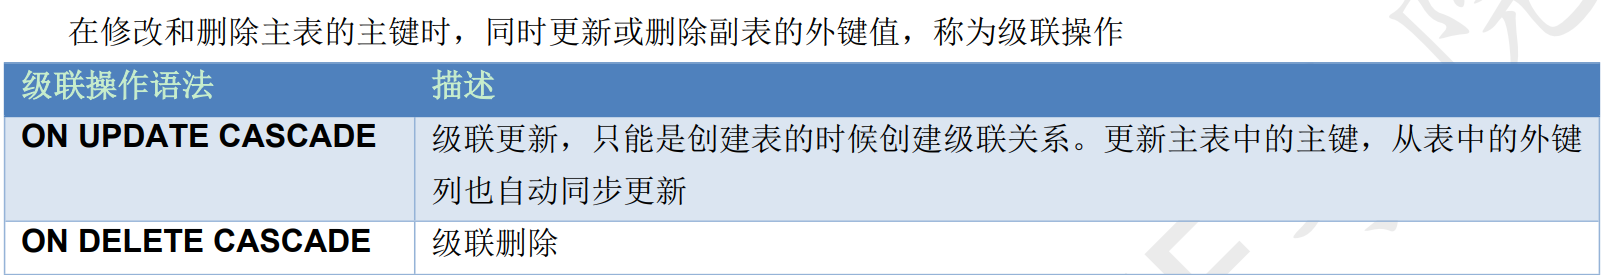 在修改和删除主表的主键时，同时更新或删除副表的外键值，称为级联操作
级联操作语法 描述
ON UPDATE CASCADE 级联更新，只能是创建表的时候创建级联关系。更新主表中的主键，从表中的外键
列也自动同步更新
ON DELETE CASCADE 级联删除
院